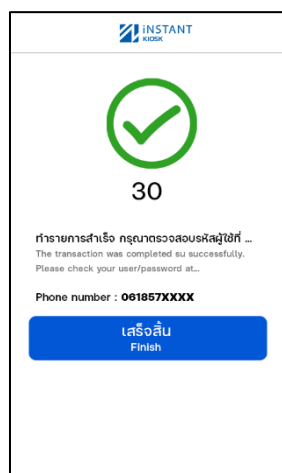 iNSTANT
KIOSK
30
ทำรายการสำเร็จ กรุณาตรวจสอบรหัสผู้ใช้ที่ ...
The transaction was completed su successfully.
Please check your user/password at...
Phone number : 061857XXXX
เสร็จสิ้น
Finish